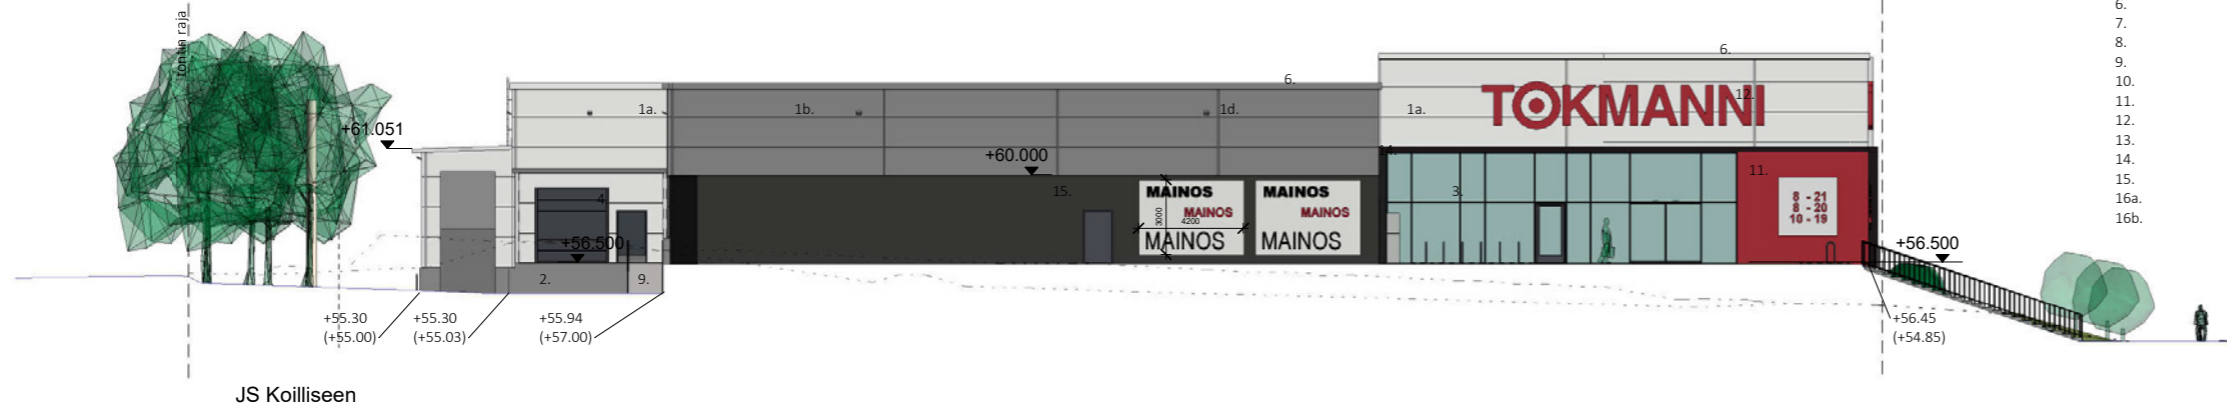 Tontin raja
6.
7.
8.
9.
10.
11.
12.
13.
14.
15.
16a.
16b.
6.
6.
1a.
1b.
1d.
1a.
TOKMANNI
12.
+61.051
+60.000
14.
15.
MAINOS
MAINOS
MAINOS
3000
4200
MAINOS
MAINOS
MAINOS
3.
11.
8 - 21
8 - 20
10 - 19
4.
+56.500
+56.500
2.
9.
+55.30
(+55.00)
+55.30
(+55.03)
+55.94
(+57.00)
+56.45
(+54.85)
JS Koilliseen